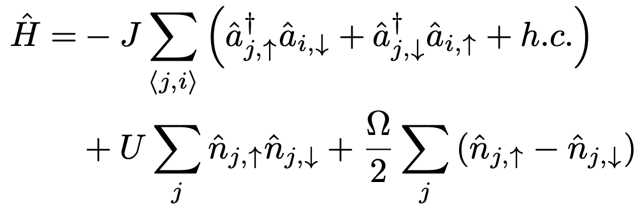 Ĥ = − J ∑_{⟨j,i⟩} ( â†_{j,↑} â_{i,↓} + â†_{j,↓} â_{i,↑} + h.c. )
+ U ∑_j n̂_{j,↑} n̂_{j,↓} + Ω/2 ∑_j ( n̂_{j,↑} − n̂_{j,↓} )